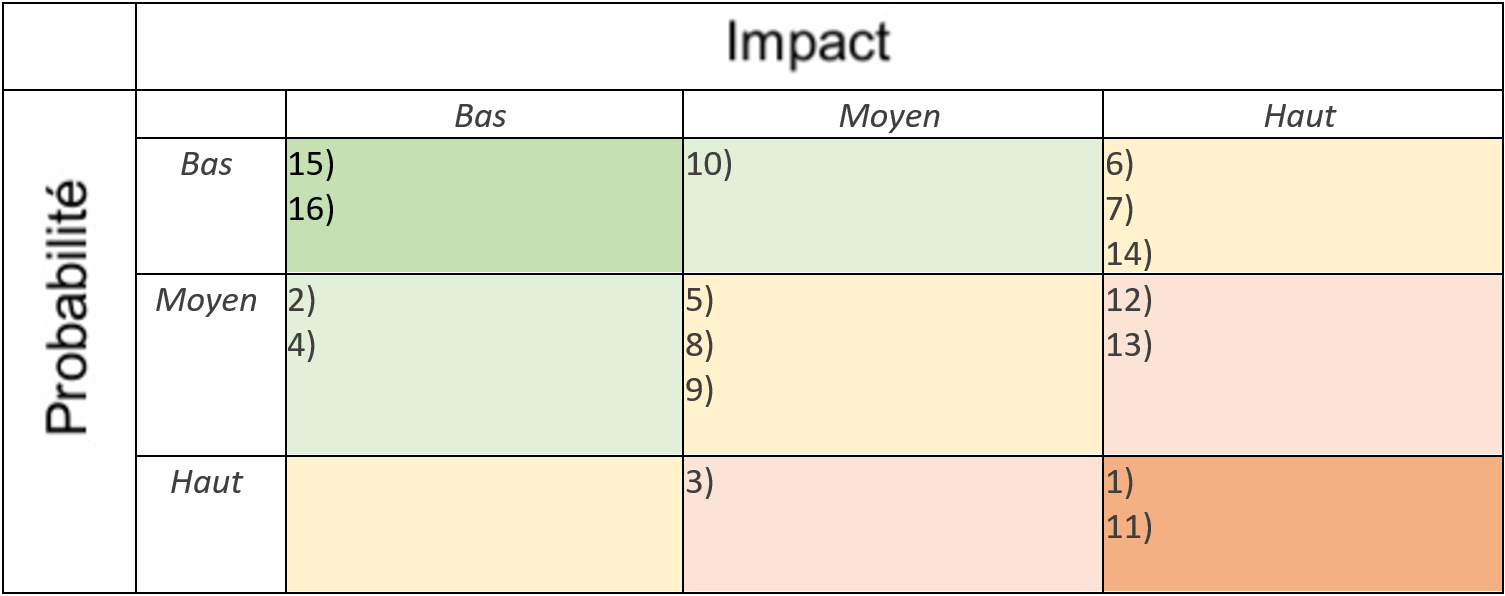 Impact
Probabilité
Bas
Moyen
Haut
Bas
15)
16)
10)
6)
7)
14)
Moyen
2)
4)
5)
8)
9)
12)
13)
Haut
3)
1)
11)